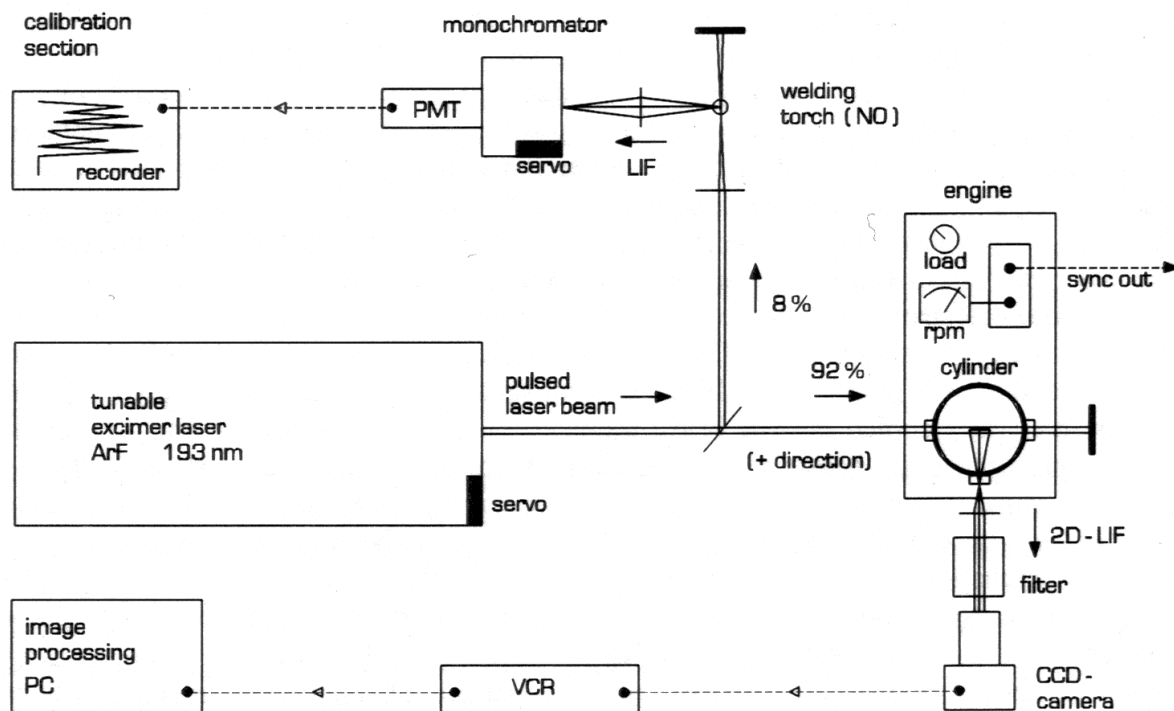 calibration
section
monochromator
PMT
recorder
servo
LIF
welding
torch (NO)
engine
load
sync out
rpm
8 %
cylinder
92 %
pulsed
laser beam
tunable
excimer laser
ArF 193 nm
(+ direction)
servo
2D - LIF
filter
image
processing
PC
VCR
CCD -
camera